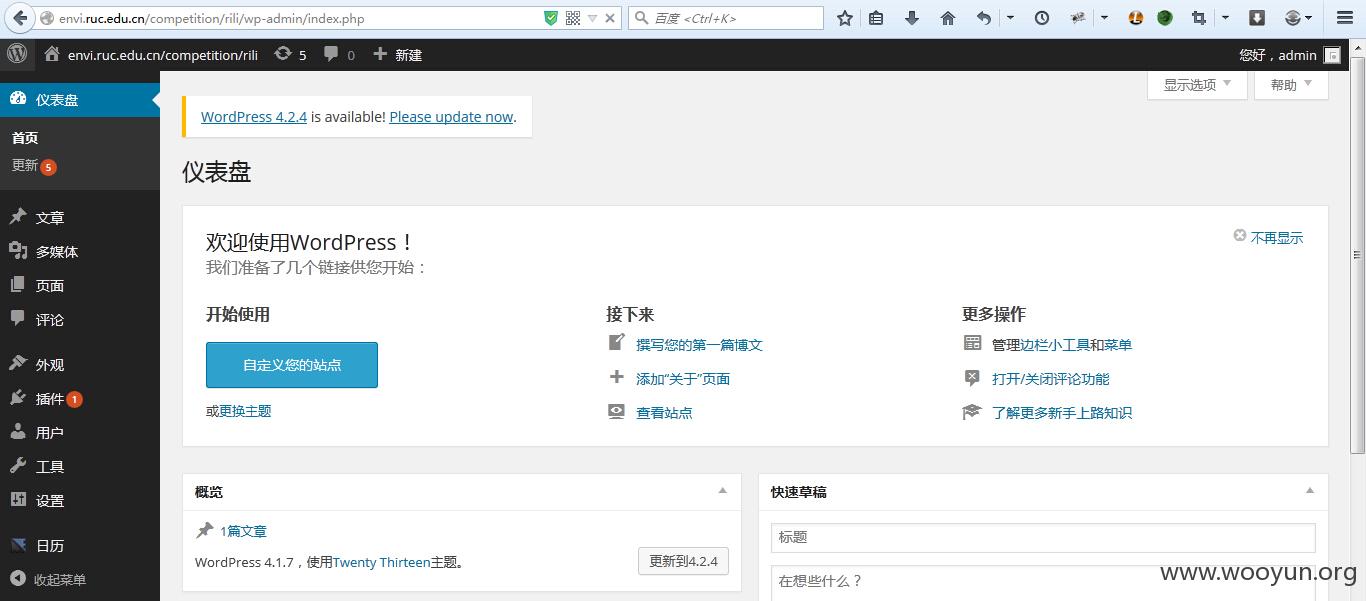 envi.ruc.edu.cn/competition/rili/wp-admin/index.php
百度 <Ctrl+K>
envi.ruc.edu.cn/competition/rili 5 0 新建
您好，admin
仪表盘
首页
更新 5
文章
多媒体
页面
评论
外观
插件 1
用户
工具
设置
日历
收起菜单
显示选项
帮助
WordPress 4.2.4 is available! Please update now.
仪表盘
欢迎使用WordPress！
我们准备了几个链接供您开始：
不再显示
开始使用
自定义您的站点
或更换主题
接下来
撰写您的第一篇博文
添加“关于”页面
查看站点
更多操作
管理边栏小工具和菜单
打开/关闭评论功能
了解更多新手上路知识
概览
1篇文章
WordPress 4.1.7，使用Twenty Thirteen主题。
更新到4.2.4
快速草稿
标题
在想些什么？
www.wooyun.org